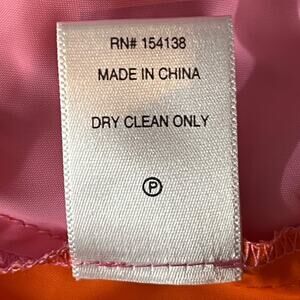 RN# 154138
MADE IN CHINA
DRY CLEAN ONLY
P